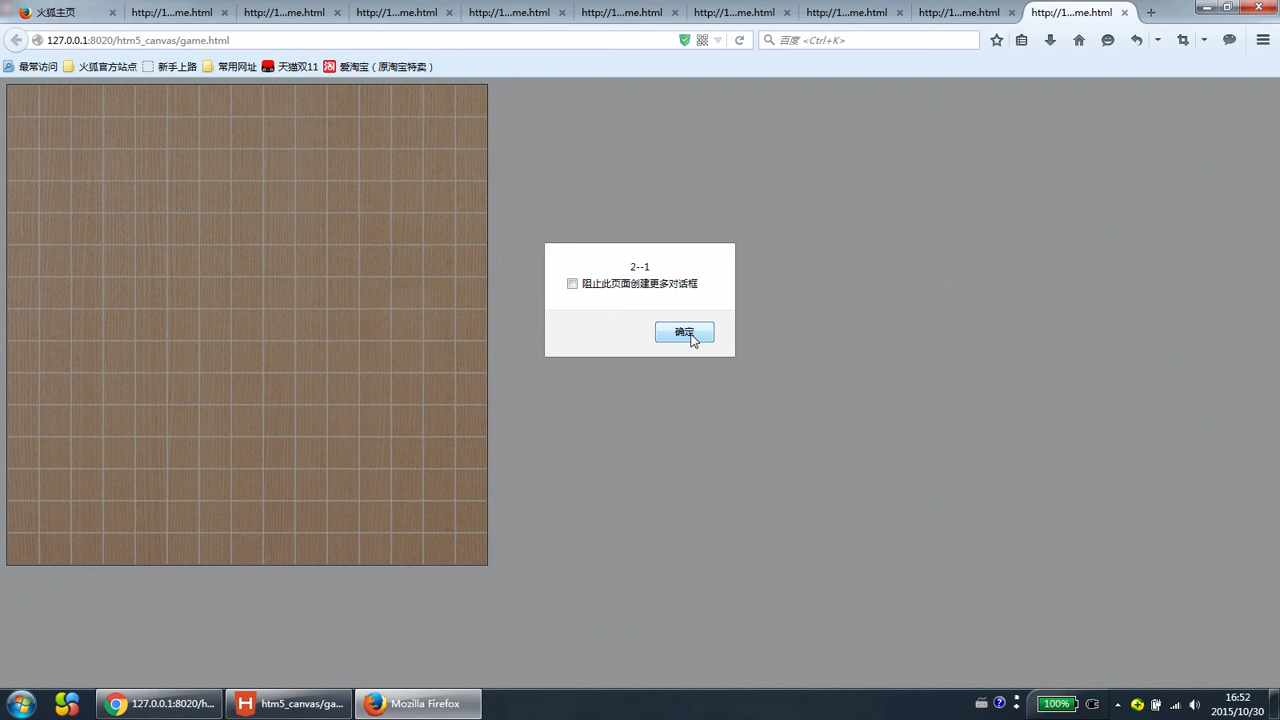 火狐主页
http://1...me.html
http://1...me.html
http://1...me.html
http://1...me.html
http://1...me.html
http://1...me.html
http://1...me.html
http://1...me.html
http://1...me.html
127.0.0.1:8020/htm5_canvas/game.html
百度 <Ctrl+K>
最常访问
火狐官方站点
新手上路
常用网址
天猫双11
淘
爱淘宝（原淘宝特卖）
2--1
阻止此页面创建更多对话框
确定
127.0.0.1:8020/h...
H
htm5_canvas/ga...
Mozilla Firefox
100%
16:52
2015/10/30